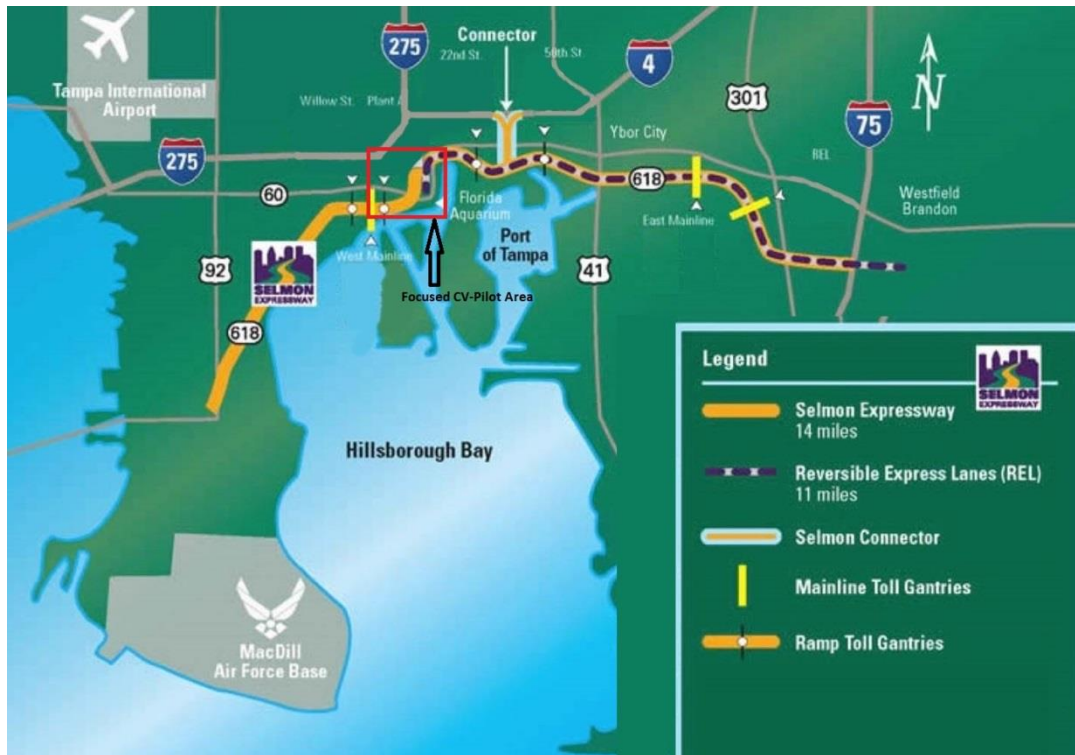 Connector
275
22nd St.
50th St.
4
Tampa International
Airport
Willow St.
Plant
301
N
275
Ybor City
75
REL
60
618
Westfield
Brandon
Florida
Aquarium
East Mainline
Port
of Tampa
West Mainline
92
41
SELMON
EXPRESSWAY
Focused CV-Pilot Area
618
Legend
SELMON
EXPRESSWAY
Selmon Expressway
14 miles
Hillsborough Bay
Reversible Express Lanes (REL)
11 miles
Selmon Connector
Mainline Toll Gantries
MacDill
Air Force Base
Ramp Toll Gantries